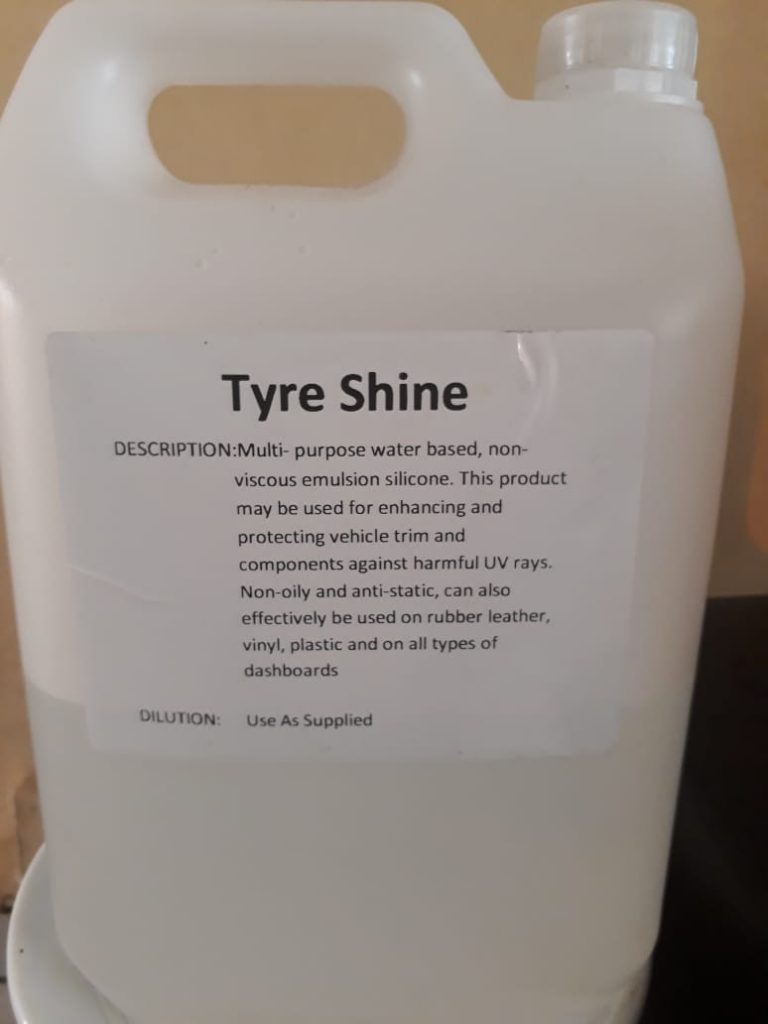 Tyre Shine
DESCRIPTION:Multi- purpose water based, non-
viscous emulsion silicone. This product
may be used for enhancing and
protecting vehicle trim and
components against harmful UV rays.
Non-oily and anti-static, can also
effectively be used on rubber leather,
vinyl, plastic and on all types of
dashboards
DILUTION: Use As Supplied